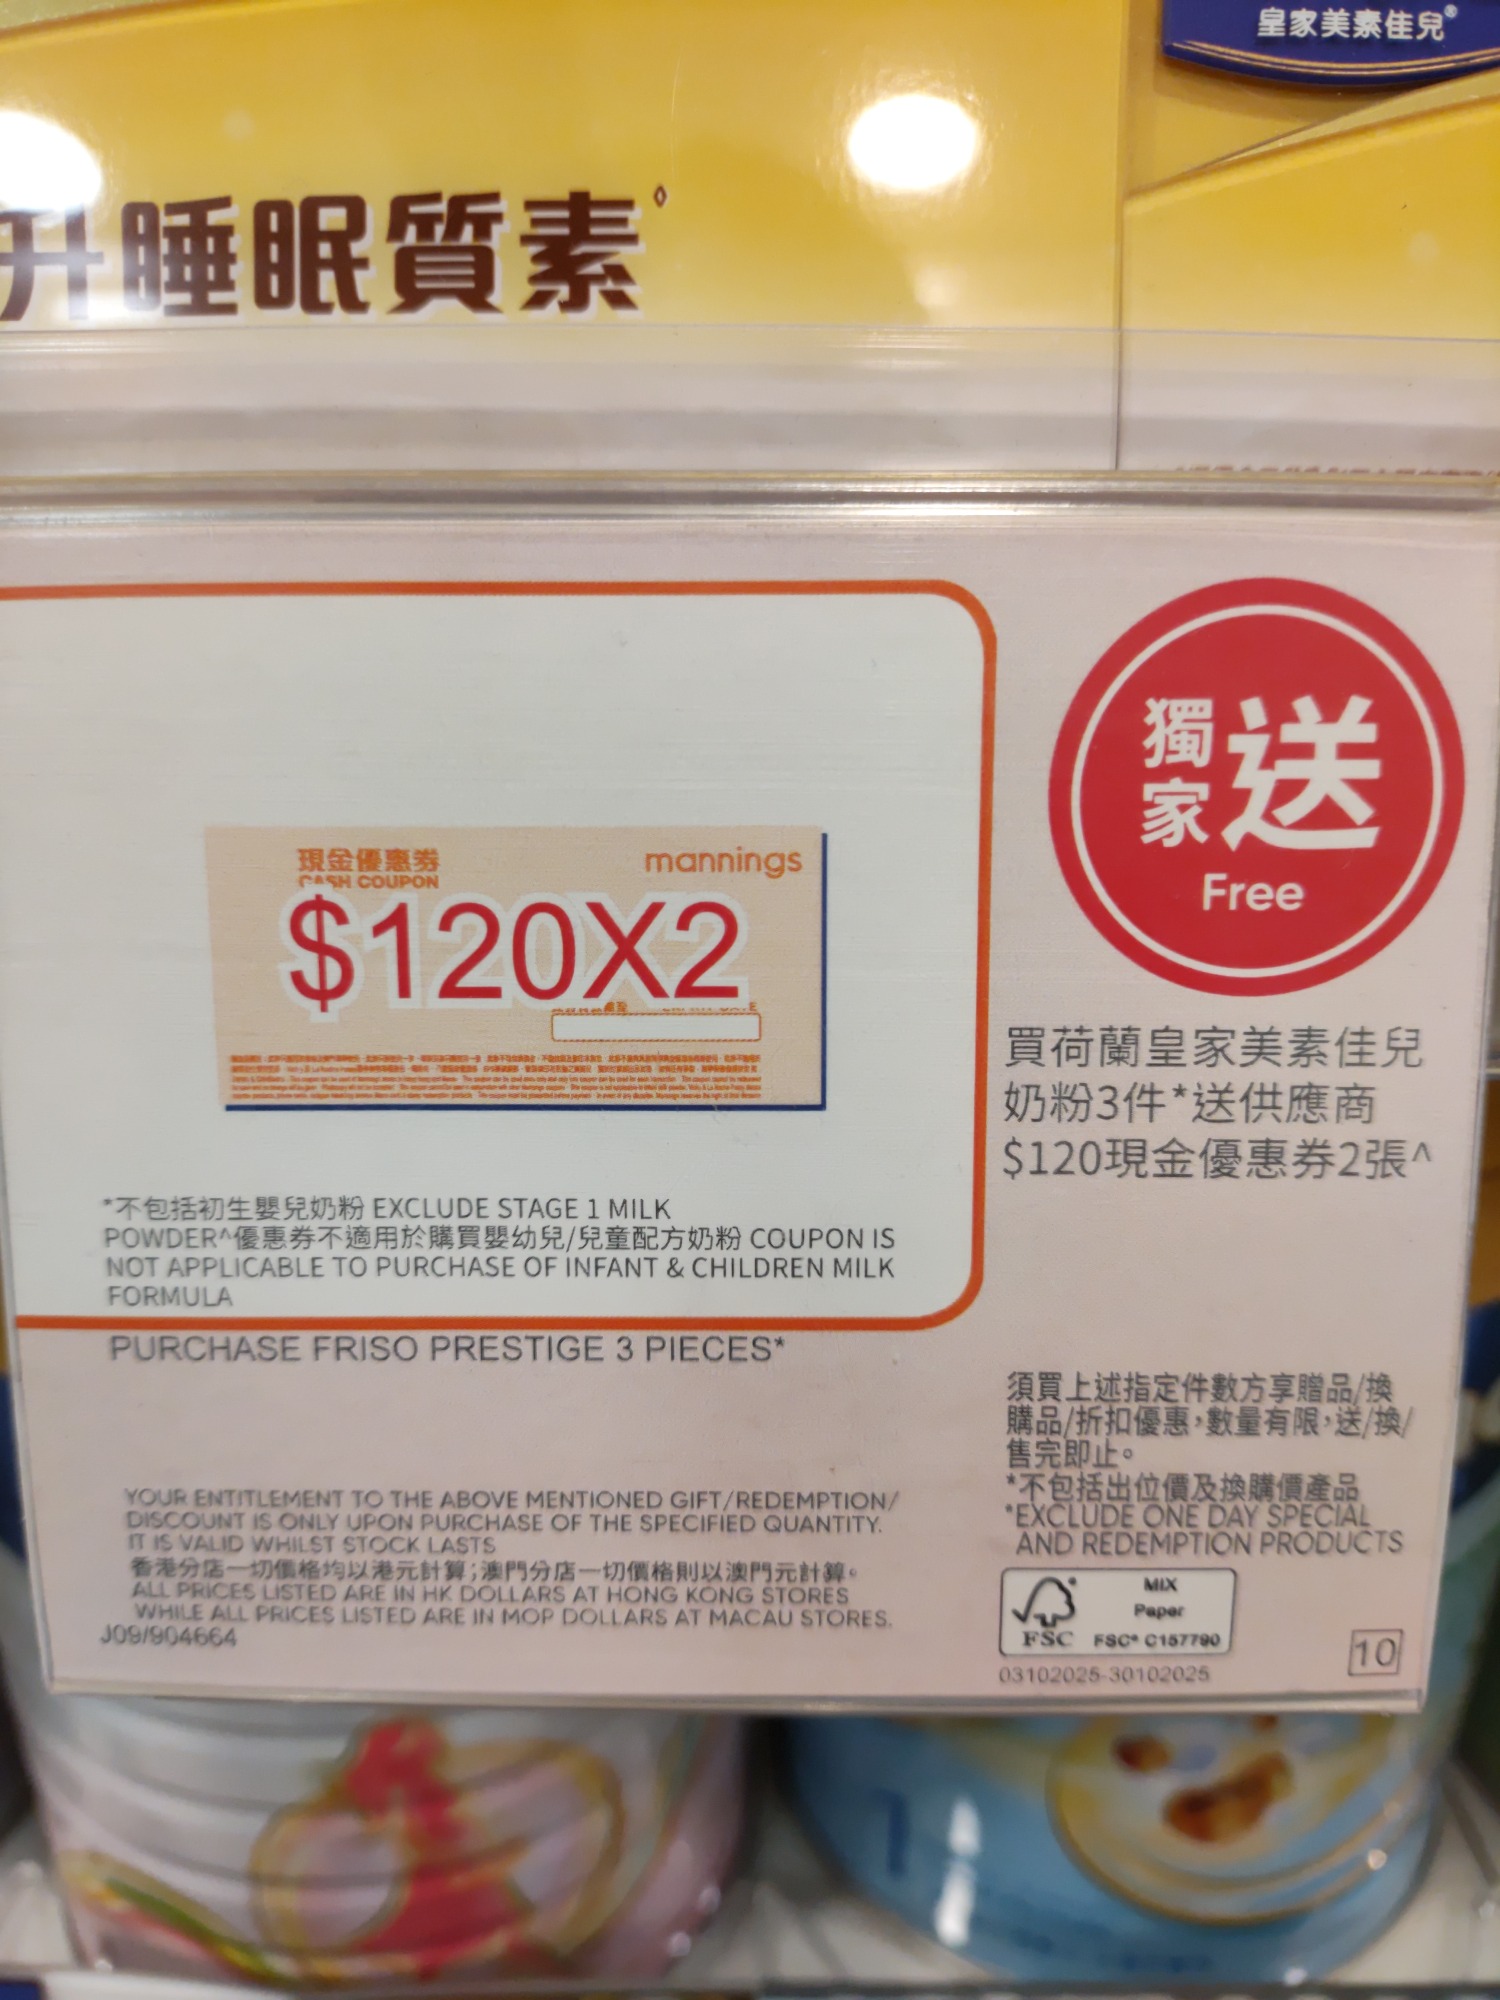 皇家美素佳兒®
升睡眠質素◊
現金優惠券
CASH COUPON
mannings
$120X2
獨家送
Free
買荷蘭皇家美素佳兒
奶粉3件*送供應商
$120現金優惠券2張^
*不包括初生嬰兒奶粉 EXCLUDE STAGE 1 MILK
POWDER^優惠券不適用於購買嬰幼兒/兒童配方奶粉 COUPON IS
NOT APPLICABLE TO PURCHASE OF INFANT & CHILDREN MILK
FORMULA
PURCHASE FRISO PRESTIGE 3 PIECES*
須買上述指定件數方享贈品/換
購品/折扣優惠，數量有限，送/換/
售完即止。
*不包括出位價及換購價產品
*EXCLUDE ONE DAY SPECIAL
AND REDEMPTION PRODUCTS
YOUR ENTITLEMENT TO THE ABOVE MENTIONED GIFT/REDEMPTION/
DISCOUNT IS ONLY UPON PURCHASE OF THE SPECIFIED QUANTITY.
IT IS VALID WHILST STOCK LASTS
香港分店一切價格均以港元計算；澳門分店一切價格則以澳門元計算。
ALL PRICES LISTED ARE IN HK DOLLARS AT HONG KONG STORES
WHILE ALL PRICES LISTED ARE IN MOP DOLLARS AT MACAU STORES.
J09/904664
MIX
Paper
FSC
FSC® C157790
03102025-30102025
10